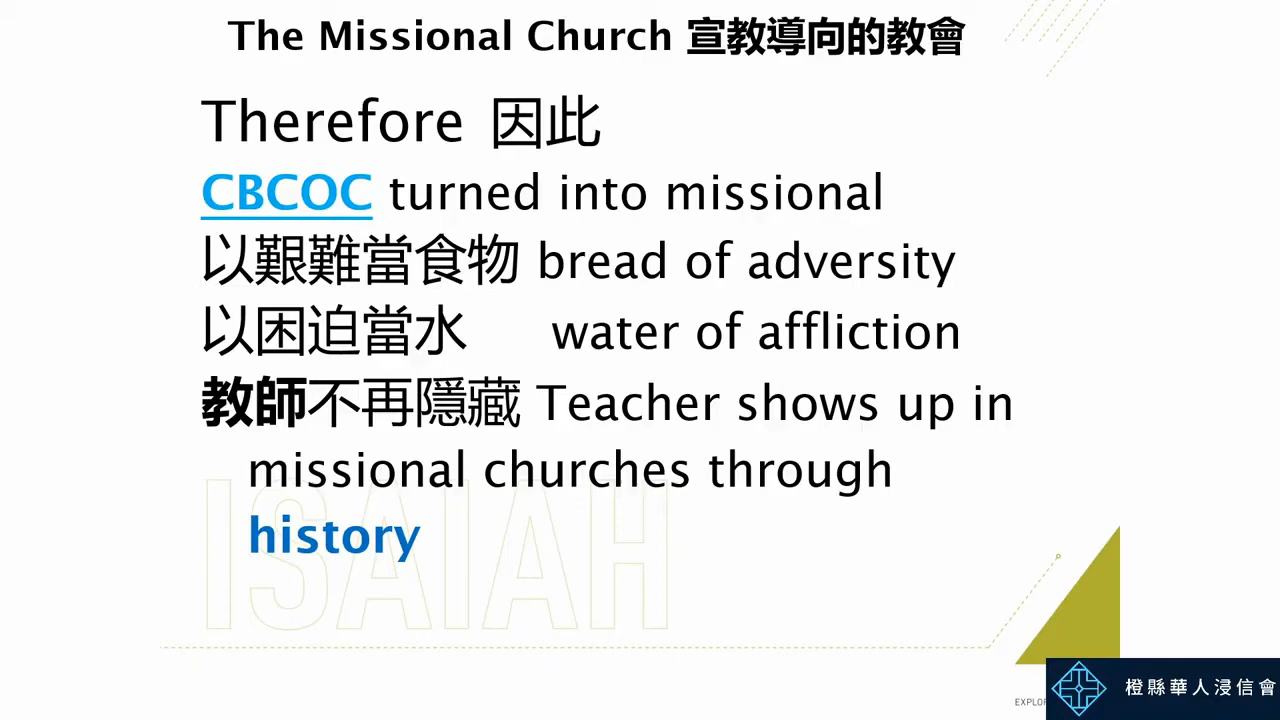 The Missional Church 宣教導向的教會
Therefore 因此
CBCOC turned into missional
以艱難當食物 bread of adversity
以困迫當水 water of affliction
教師不再隱藏 Teacher shows up in
missional churches through
history
ISAIAH
橙縣華人浸信會